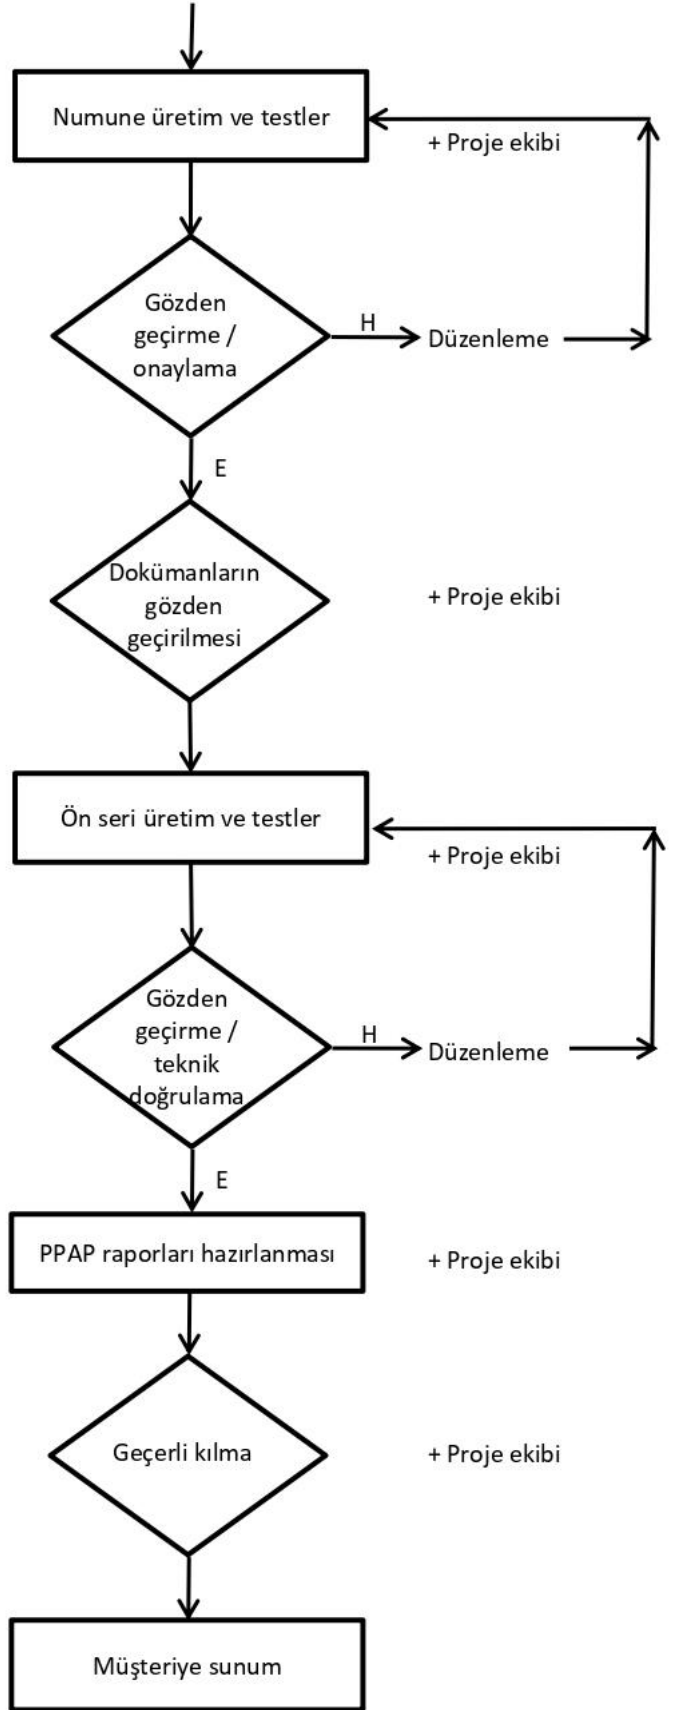 Numune üretim ve testler
+ Proje ekibi
Gözden
geçirme /
onaylama
H
Düzenleme
E
Dokümanların
gözden
geçirilmesi
+ Proje ekibi
Ön seri üretim ve testler
+ Proje ekibi
Gözden
geçirme /
teknik
doğrulama
H
Düzenleme
E
PPAP raporları hazırlanması
+ Proje ekibi
Geçerli kılma
+ Proje ekibi
Müşteriye sunum